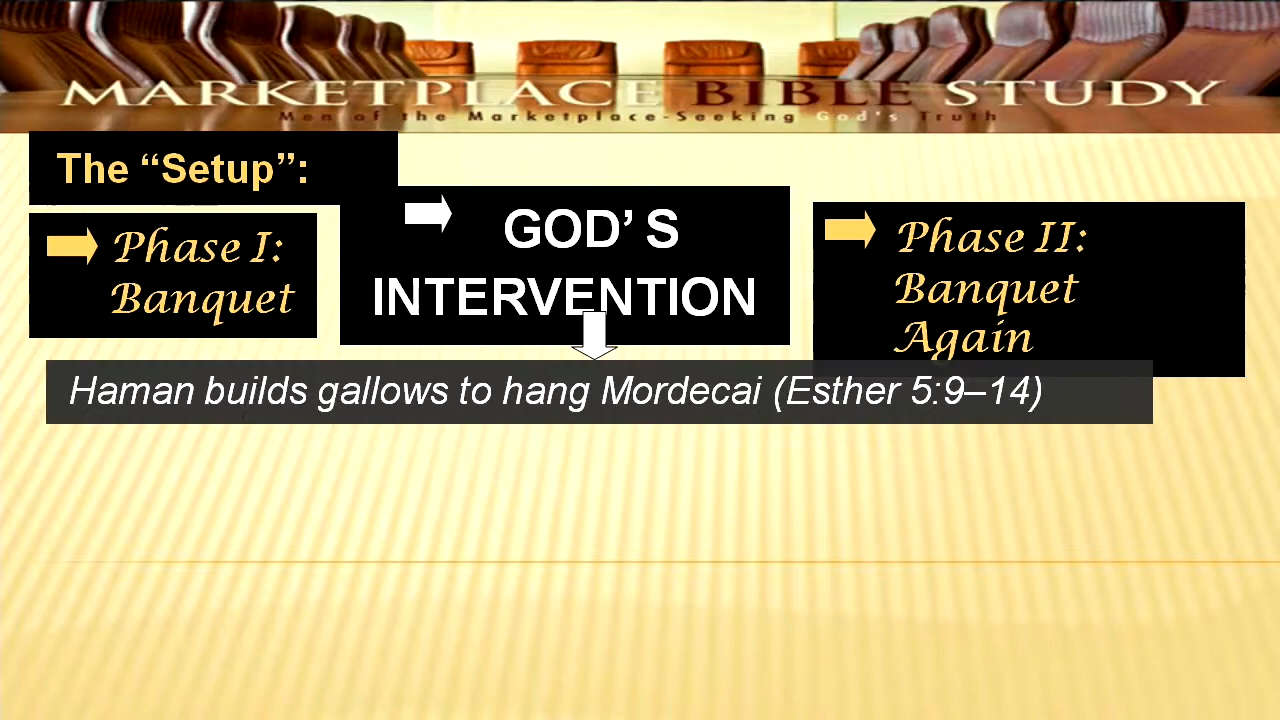 MARKETPLACE BIBLE STUDY
Men of the Marketplace-Seeking God's Truth
The “Setup”:
Phase I:
Banquet
GOD’ S
INTERVENTION
Phase II:
Banquet
Again
Haman builds gallows to hang Mordecai (Esther 5:9–14)